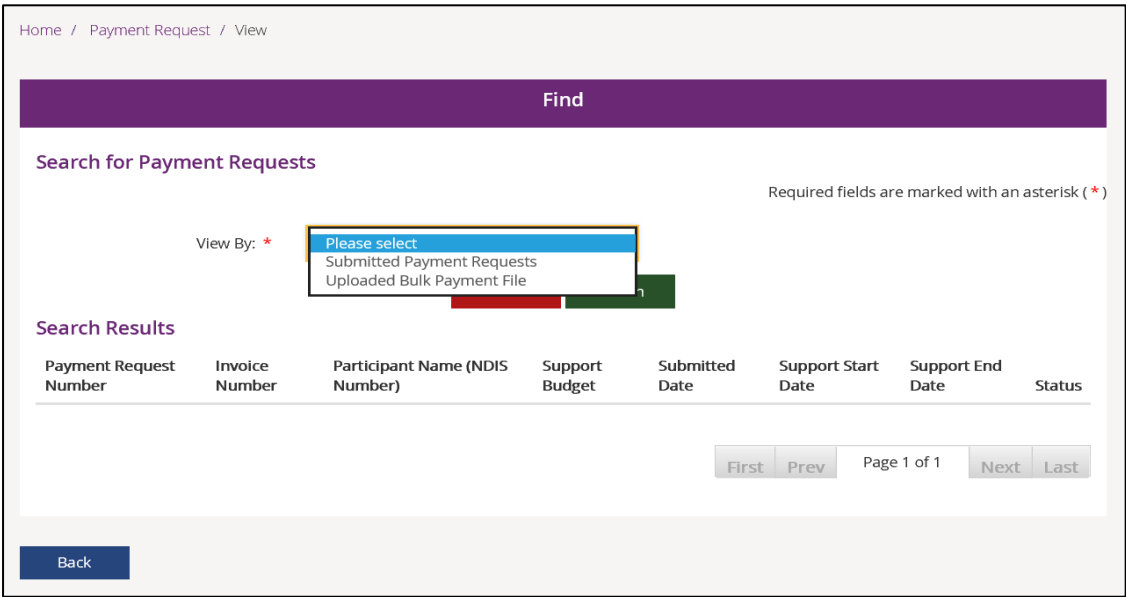 Home / Payment Request / View
Find
Search for Payment Requests
Required fields are marked with an asterisk (*)
View By: *
Please select
Submitted Payment Requests
Uploaded Bulk Payment File
Search Results
Payment Request Number Invoice Number Participant Name (NDIS Number) Support Budget Submitted Date Support Start Date Support End Date Status
First Prev Page 1 of 1 Next Last
Back